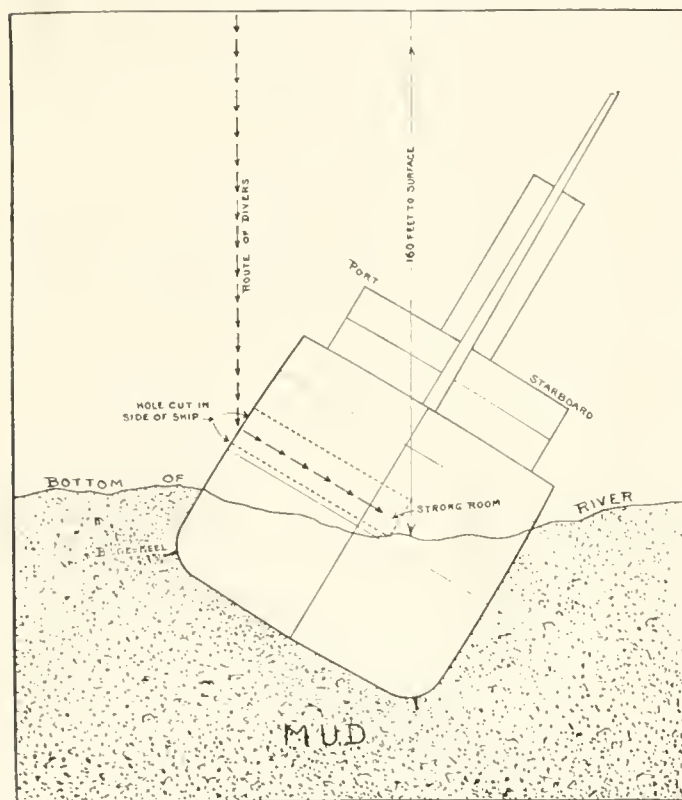 ROUTE OF DIVERS
160 FEET TO SURFACE
PORT
STARBOARD
HOLE CUT IN
SIDE OF SHIP
STRONG ROOM
BOTTOM OF RIVER
MUD